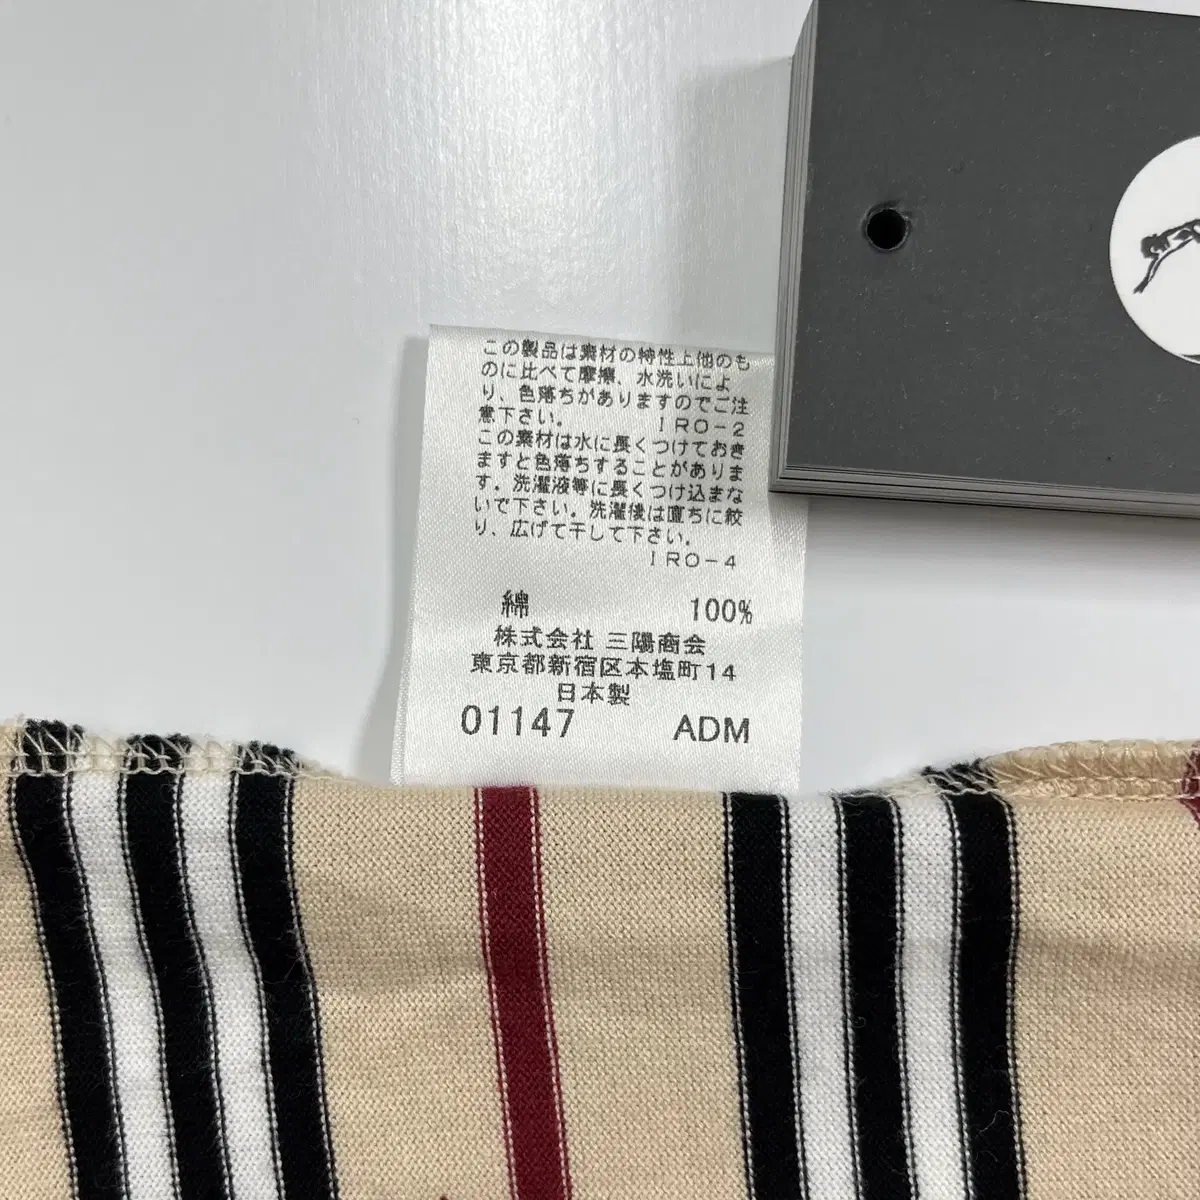 この製品は素材の特性上他のも
のに比べて摩擦、水洗いによ
り、色落ちがありますのでご注
意下さい。 IRO-2
この素材は水に長くつけておき
ますと色落ちすることがありま
す。洗濯液等に長くつけ込まな
いで下さい。洗濯後は直ちに絞
り、広げて干して下さい。
IRO-4
綿 100%
株式会社 三陽商会
東京都新宿区本塩町14
日本製
01147 ADM